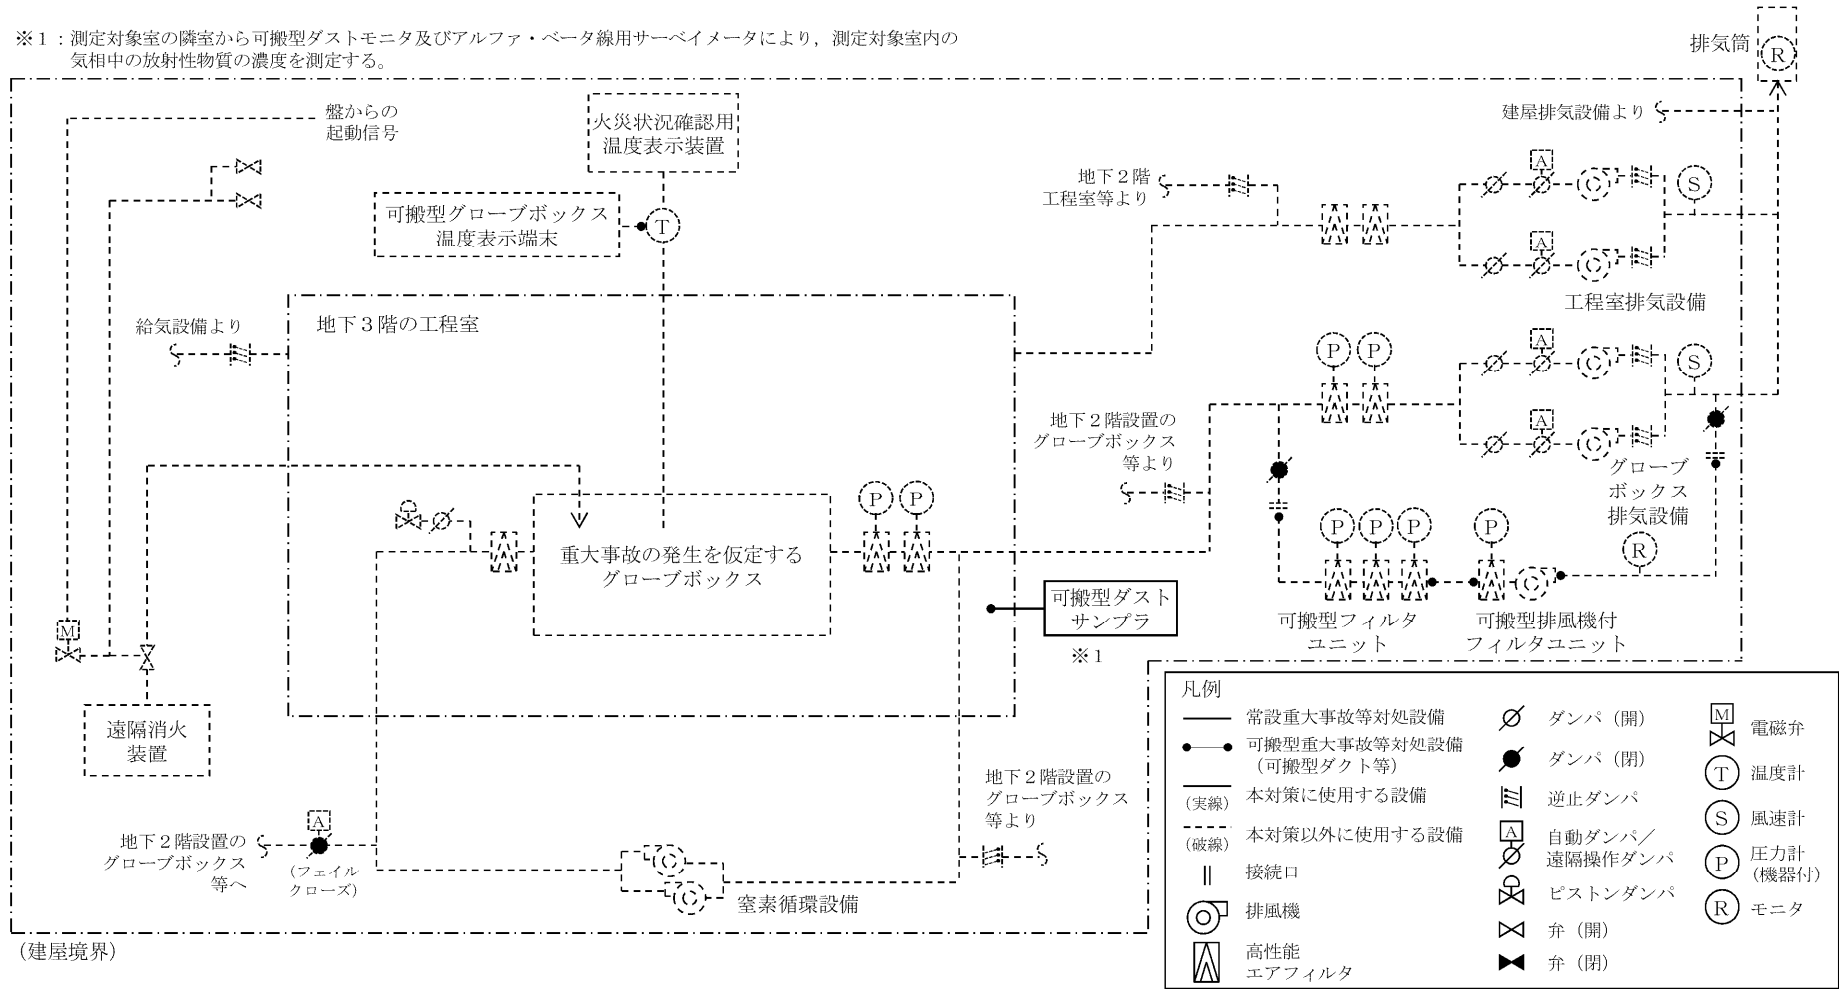 ※1：測定対象室の隣室から可搬型ダストモニタ及びアルファ・ベータ線用サーベイメータにより，測定対象室内の
気相中の放射性物質の濃度を測定する。
排気筒
R
盤からの
起動信号
火災状況確認用
温度表示装置
建屋排気設備より
可搬型グローブボックス
温度表示端末
T
地下２階
工程室等より
A
S
A
工程室排気設備
給気設備より
地下３階の工程室
P
P
A
S
A
地下２階設置の
グローブボックス
等より
グローブ
ボックス
排気設備
重大事故の発生を仮定する
グローブボックス
P
P
P
P
P
P
R
可搬型フィルタ
ユニット
可搬型排風機付
フィルタユニット
可搬型ダスト
サンプラ
※1
M
遠隔消火
装置
地下２階設置の
グローブボックス
等へ
A
（フェイル
クローズ）
窒素循環設備
地下２階設置の
グローブボックス
等より
（建屋境界）
凡例
常設重大事故等対処設備
可搬型重大事故等対処設備
（可搬型ダクト等）
（実線）
本対策に使用する設備
（破線）
本対策以外に使用する設備
接続口
排風機
高性能
エアフィルタ
ダンパ（開）
ダンパ（閉）
逆止ダンパ
A
自動ダンパ／
遠隔操作ダンパ
ピストンダンパ
弁（開）
弁（閉）
M
電磁弁
T
温度計
S
風速計
P
圧力計
（機器付）
R
モニタ